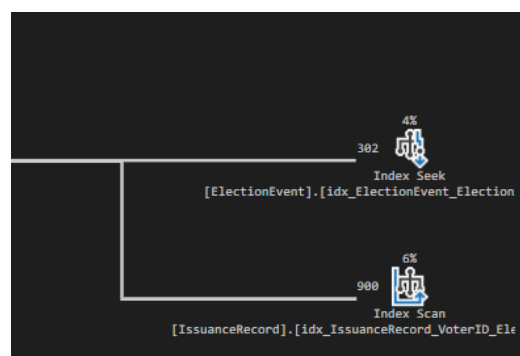 4%
302
Index Seek
[ElectionEvent].[idx_ElectionEvent_Election
6%
900
Index Scan
[IssuanceRecord].[idx_IssuanceRecord_VoterID_Ele